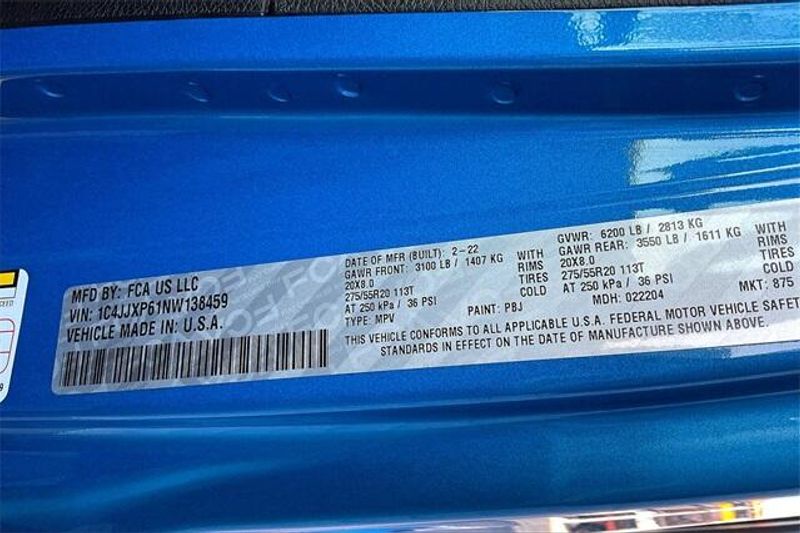 MFD BY: FCA US LLC
VIN: 1C4JJXP61NW138459
VEHICLE MADE IN: U.S.A.
DATE OF MFR (BUILT): 2-22
GAWR FRONT: 3100 LB / 1407 KG WITH
20X8.0 RIMS
275/55R20 113T TIRES
AT 250 kPa / 36 PSI
TYPE: MPV PAINT: PBJ
GVWR: 6200 LB / 2813 KG
GAWR REAR: 3550 LB / 1611 KG WITH
20X8.0 RIMS
275/55R20 113T TIRES
AT 250 kPa / 36 PSI
MDH: 022204 MKT: 875
THIS VEHICLE CONFORMS TO ALL APPLICABLE U.S.A. FEDERAL MOTOR VEHICLE SAFET
STANDARDS IN EFFECT ON THE DATE OF MANUFACTURE SHOWN ABOVE.